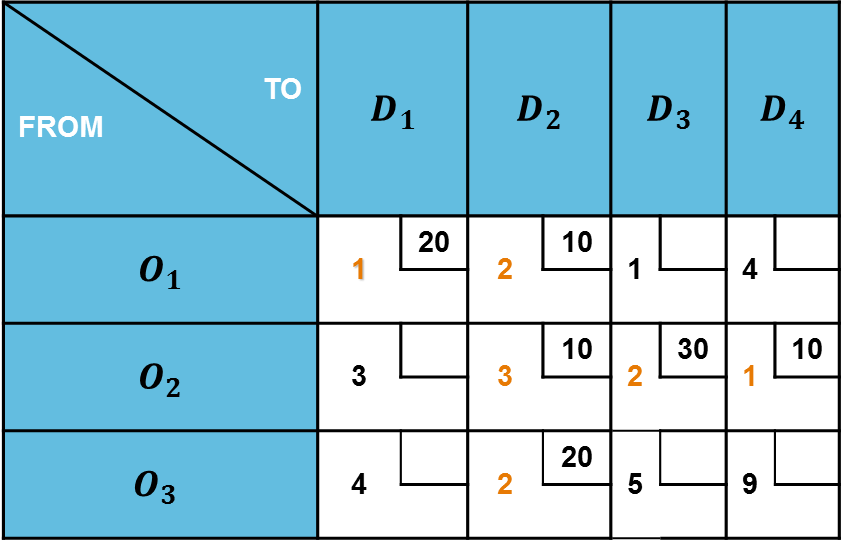 TO D₁ D₂ D₃ D₄
FROM
O₁ 1 20 2 10 1 4
O₂ 3 3 10 2 30 1 10
O₃ 4 2 20 5 9